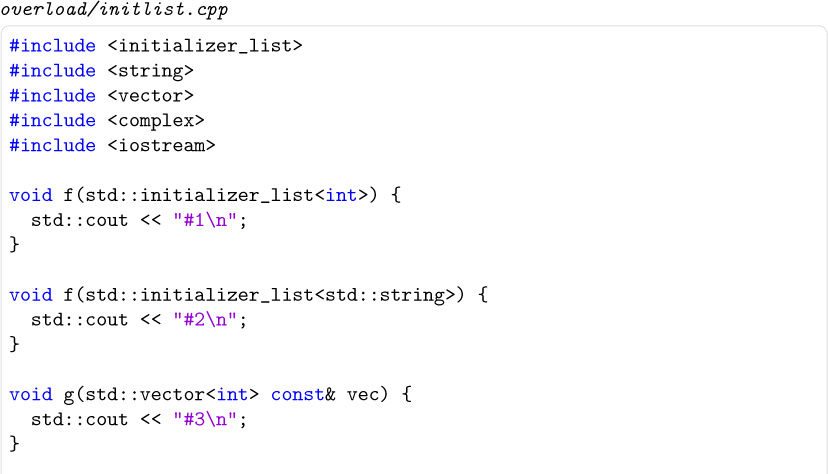 overload/initlist.cpp
#include <initializer_list>
#include <string>
#include <vector>
#include <complex>
#include <iostream>

void f(std::initializer_list<int>) {
  std::cout << "#1\n";
}

void f(std::initializer_list<std::string>) {
  std::cout << "#2\n";
}

void g(std::vector<int> const& vec) {
  std::cout << "#3\n";
}